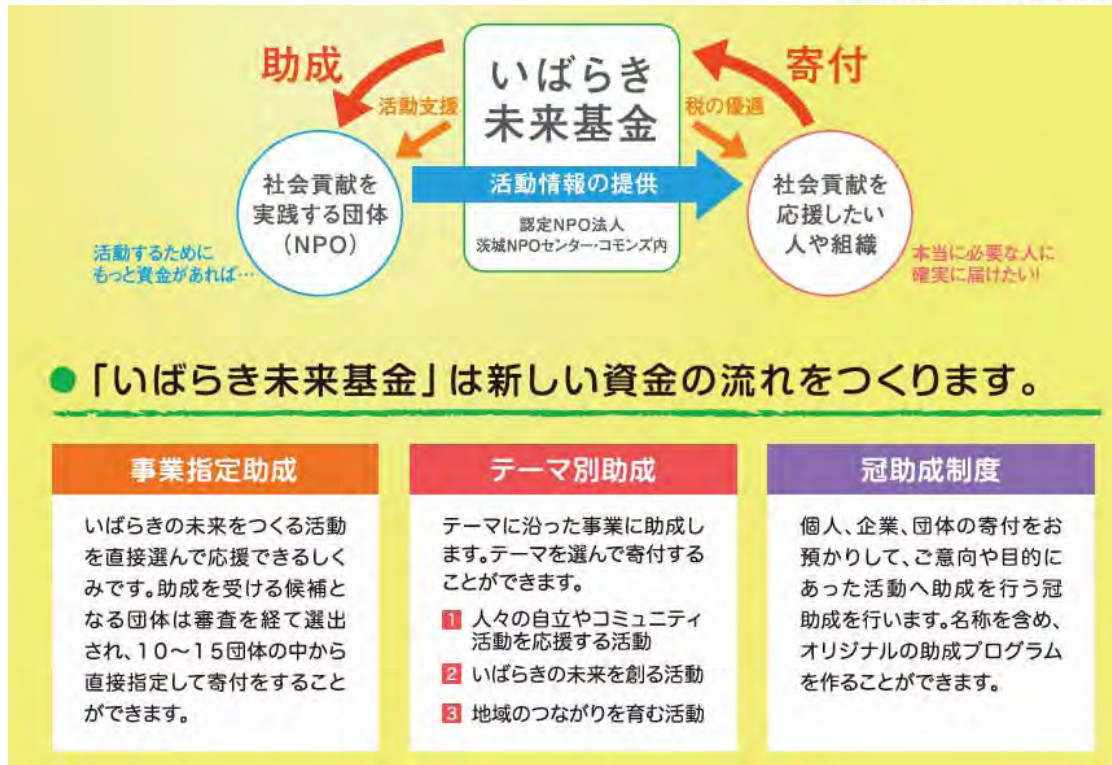 助成
いばらき
未来基金
寄付
活動支援
税の優遇
社会貢献を
実践する団体
(NPO)
活動情報の提供
認定NPO法人
茨城NPOセンター・コモンズ内
社会貢献を
応援したい
人や組織
活動するために
もっと資金があれば…
本当に必要な人に
確実に届けたい!
●「いばらき未来基金」は新しい資金の流れをつくります。
事業指定助成
いばらきの未来をつくる活動
を直接選んで応援できるしく
みです。助成を受ける候補と
なる団体は審査を経て選出
され、10〜15団体の中から
直接指定して寄付をすること
ができます。
テーマ別助成
テーマに沿った事業に助成し
ます。テーマを選んで寄付する
ことができます。
1 人々の自立やコミュニティ
活動を応援する活動
2 いばらきの未来を創る活動
3 地域のつながりを育む活動
冠助成制度
個人、企業、団体の寄付をお
預かりして、ご意向や目的に
あった活動へ助成を行う冠
助成を行います。名称を含め、
オリジナルの助成プログラム
を作ることができます。